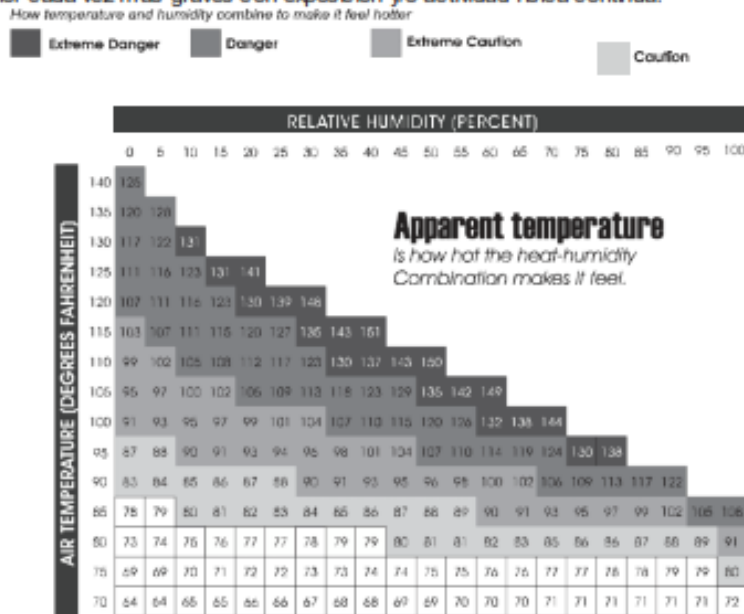 cada vez más graves con exposición y/o actividad física continua.
How temperature and humidity combine to make it feel hotter
Extreme Danger Danger Extreme Caution Caution
RELATIVE HUMIDITY (PERCENT)
0 5 10 15 20 25 30 35 40 45 50 55 60 65 70 75 80 85 90 95 100
AIR TEMPERATURE (DEGREES FAHRENHEIT)
140 125
135 120 128
Apparent temperature
130 117 122 131
is how hot the heat-humidity
125 111 116 123 131 141
Combination makes it feel.
120 107 111 116 123 130 139 148
115 103 107 111 115 120 127 135 143 151
110 99 102 105 108 112 117 123 130 137 143 150
105 95 97 100 102 105 109 113 118 123 129 135 142 149
100 91 93 95 97 99 101 104 107 110 115 120 126 132 138 144
95 87 88 90 91 93 94 96 98 101 104 107 110 114 119 124 130 138
90 83 84 85 86 87 88 90 91 93 95 96 98 100 102 106 109 113 117 122
85 78 79 80 81 82 83 84 85 86 87 88 89 90 91 93 95 97 99 102 105 108
80 73 74 75 76 77 77 78 79 79 80 81 81 82 83 85 86 86 87 88 89 91
75 69 69 70 71 72 72 73 73 74 74 75 75 76 76 77 77 78 78 79 79 80
70 64 64 65 65 66 66 67 68 68 69 69 70 70 70 71 71 71 71 71 71 72